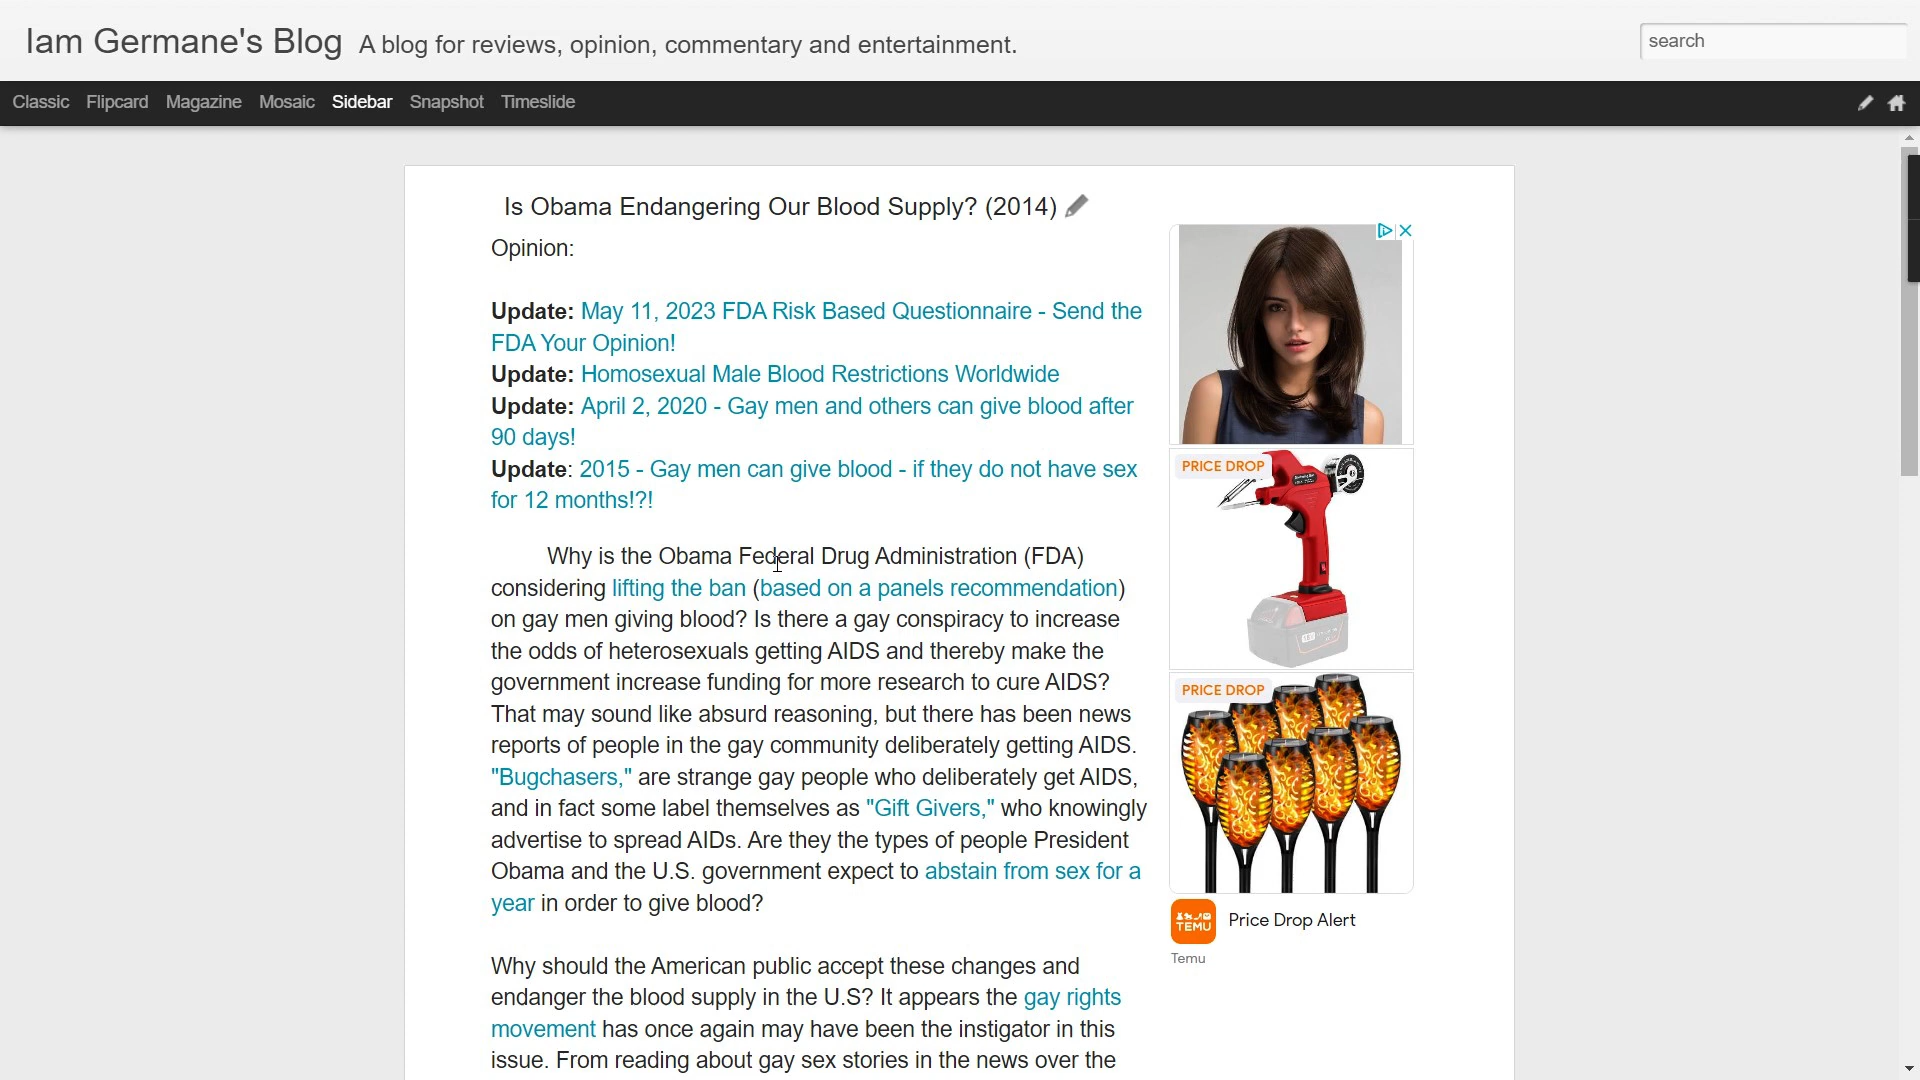 Iam Germane's Blog A blog for reviews, opinion, commentary and entertainment.
search
Classic Flipcard Magazine Mosaic Sidebar Snapshot Timeslide
Is Obama Endangering Our Blood Supply? (2014)
Opinion:
Update: May 11, 2023 FDA Risk Based Questionnaire - Send the
FDA Your Opinion!
Update: Homosexual Male Blood Restrictions Worldwide
Update: April 2, 2020 - Gay men and others can give blood after
90 days!
Update: 2015 - Gay men can give blood - if they do not have sex
for 12 months!?!
Why is the Obama Federal Drug Administration (FDA)
considering lifting the ban (based on a panels recommendation)
on gay men giving blood? Is there a gay conspiracy to increase
the odds of heterosexuals getting AIDS and thereby make the
government increase funding for more research to cure AIDS?
That may sound like absurd reasoning, but there has been news
reports of people in the gay community deliberately getting AIDS.
"Bugchasers," are strange gay people who deliberately get AIDS,
and in fact some label themselves as "Gift Givers," who knowingly
advertise to spread AIDs. Are they the types of people President
Obama and the U.S. government expect to abstain from sex for a
year in order to give blood?
Why should the American public accept these changes and
endanger the blood supply in the U.S? It appears the gay rights
movement has once again may have been the instigator in this
issue. From reading about gay sex stories in the news over the
PRICE DROP
PRICE DROP
TEMU
Price Drop Alert
Temu